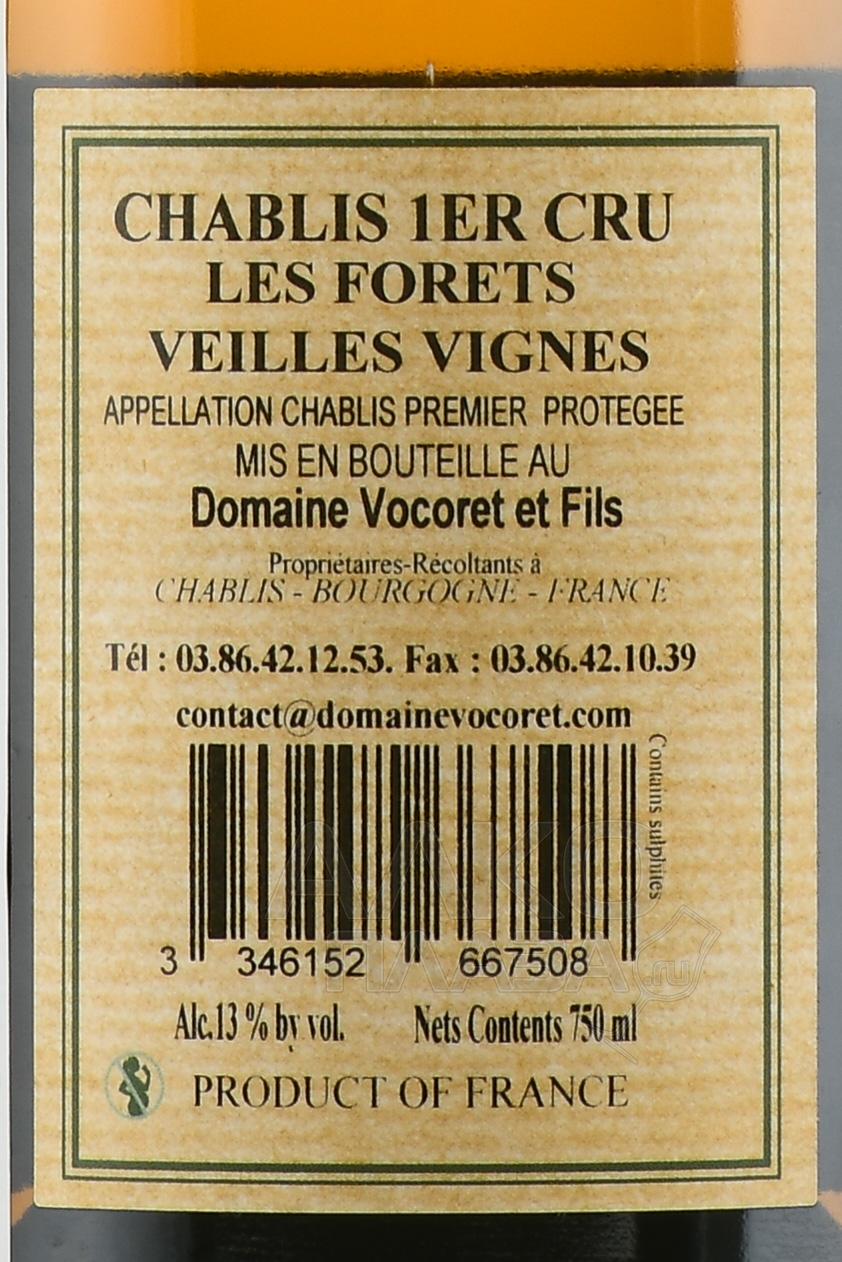 CHABLIS 1ER CRU
LES FORETS
VEILLES VIGNES
APPELLATION CHABLIS PREMIER PROTEGEE
MIS EN BOUTEILLE AU
Domaine Vocoret et Fils
Propriétaires-Récoltants à
CHABLIS - BOURGOGNE - FRANCE
Tél : 03.86.42.12.53. Fax : 03.86.42.10.39
contact@domainevocoret.com
Contains sulphites
3 346152 667508
Alc.13 % by vol. Nets Contents 750 ml
PRODUCT OF FRANCE